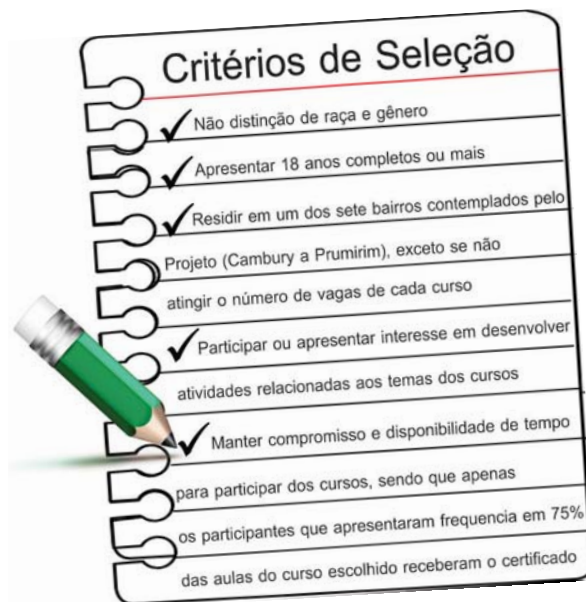 Critérios de Seleção
Não distinção de raça e gênero
Apresentar 18 anos completos ou mais
Residir em um dos sete bairros contemplados pelo
Projeto (Cambury a Prumirim), exceto se não
atingir o número de vagas de cada curso
Participar ou apresentar interesse em desenvolver
atividades relacionadas aos temas dos cursos
Manter compromisso e disponibilidade de tempo
para participar dos cursos, sendo que apenas
os participantes que apresentaram frequencia em 75%
das aulas do curso escolhido receberam o certificado